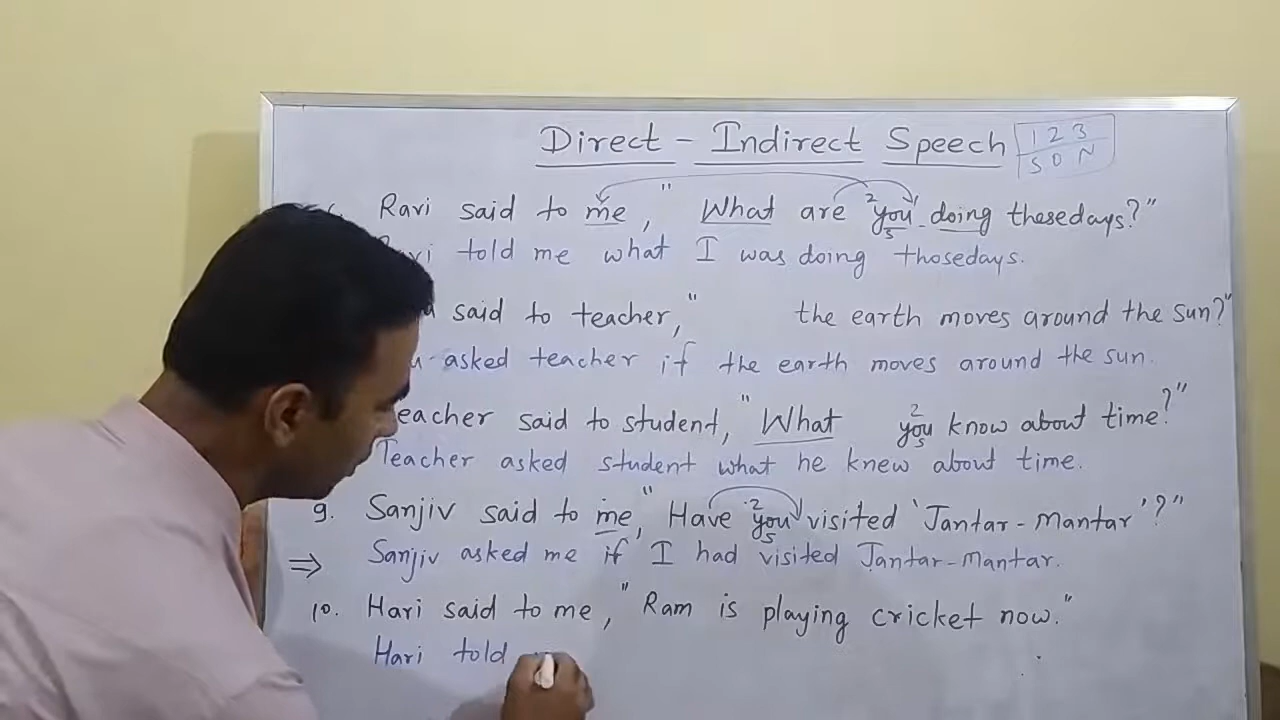 Direct - Indirect Speech
1 2 3
S O N
Ravi said to me, " What are you doing thesedays?"
2
S
told me what I was doing thosedays.
said to teacher, " the earth moves around the sun?"
asked teacher if the earth moves around the sun.
Teacher said to student, "What you know about time?"
2
S
Teacher asked student what he knew about time.
9. Sanjiv said to me, "Have you visited 'Jantar-Mantar'?"
2
S
⇒ Sanjiv asked me if I had visited Jantar-Mantar.
10. Hari said to me, "Ram is playing cricket now."
Hari told